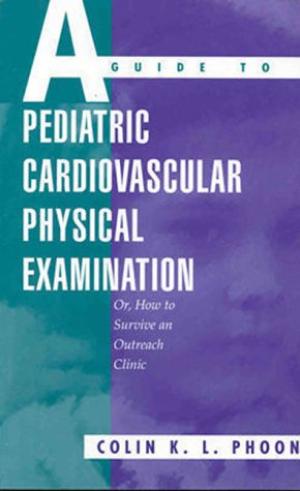 A GUIDE TO
PEDIATRIC
CARDIOVASCULAR
PHYSICAL
EXAMINATION
Or, How to
Survive an
Outreach
Clinic
COLIN K. L. PHOON